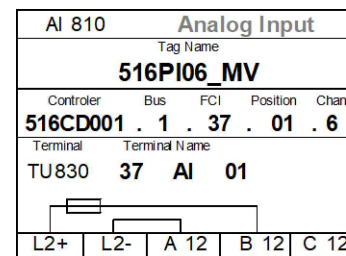 AI 810 Analog Input
Tag Name
516PI06_MV
Controler Bus FCI Position Chan
516CD001 . 1 . 37 . 01 . 6
Terminal Terminal Name
TU830 37 AI 01
L2+ L2- A 12 B 12 C 12